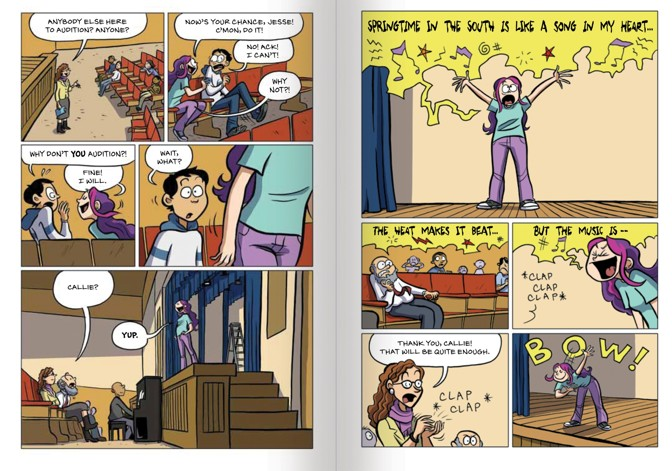 ANYBODY ELSE HERE
TO AUDITION? ANYONE?
NOW'S YOUR CHANCE, JESSE!
C'MON, DO IT!
NO! ACK!
I CAN'T!
WHY
NOT?!
WHY DON'T YOU AUDITION?!
FINE!
I WILL.
WAIT,
WHAT?
CALLIE?
YUP.
SPRINGTIME IN THE SOUTH IS LIKE A SONG IN MY HEART...
THE HEAT MAKES IT BEAT...
BUT THE MUSIC IS --
*CLAP
CLAP
CLAP*
THANK YOU, CALLIE!
THAT WILL BE QUITE ENOUGH.
*CLAP
CLAP*
BOW!